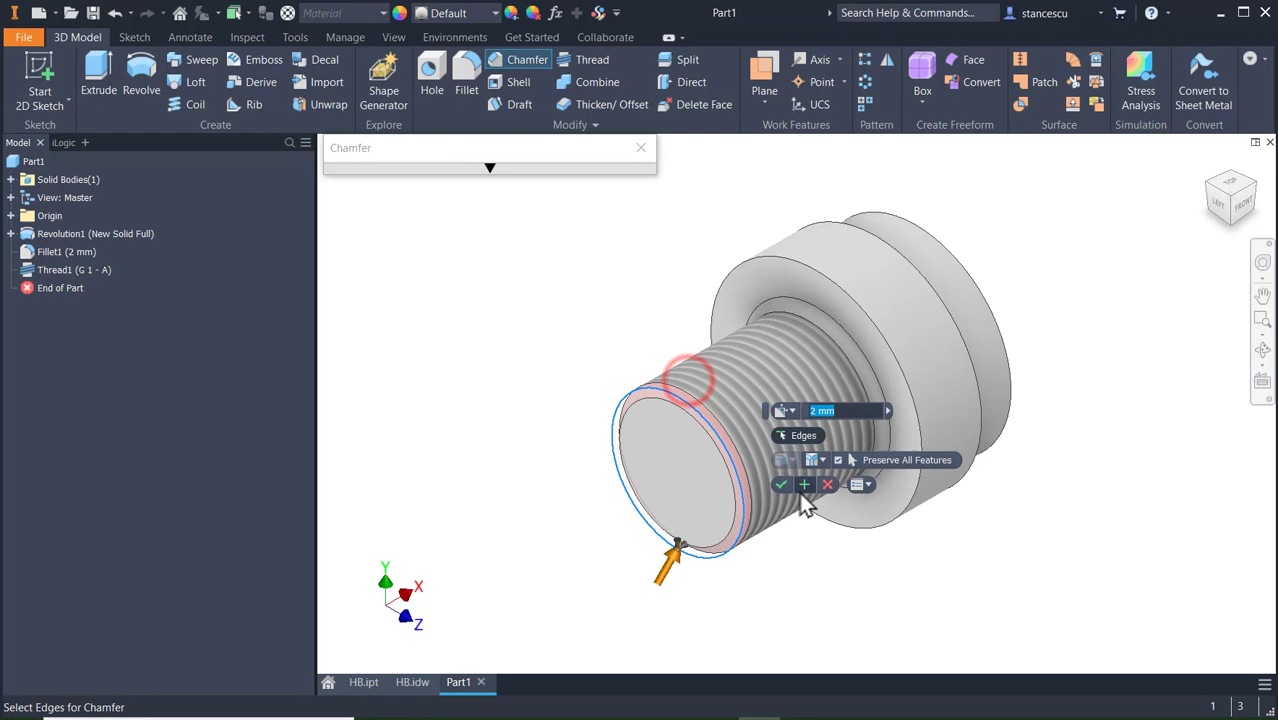 Material
Default
Part1
Search Help & Commands...
stancescu
File
3D Model
Sketch
Annotate
Inspect
Tools
Manage
View
Environments
Get Started
Collaborate
Start
2D Sketch
Extrude
Revolve
Sweep
Loft
Coil
Emboss
Derive
Rib
Decal
Import
Unwrap
Shape
Generator
Hole
Fillet
Chamfer
Shell
Draft
Thread
Combine
Thicken/ Offset
Split
Direct
Delete Face
Plane
Axis
Point
UCS
Box
Face
Convert
Patch
Stress
Analysis
Convert to
Sheet Metal
Sketch
Create
Explore
Modify
Work Features
Pattern
Create Freeform
Surface
Simulation
Convert
Model
iLogic
Part1
Solid Bodies(1)
View: Master
Origin
Revolution1 (New Solid Full)
Fillet1 (2 mm)
Thread1 (G 1 - A)
End of Part
Chamfer
TOP
LEFT
FRONT
2 mm
Edges
Preserve All Features
Y
X
Z
HB.ipt
HB.idw
Part1
Select Edges for Chamfer
1
3